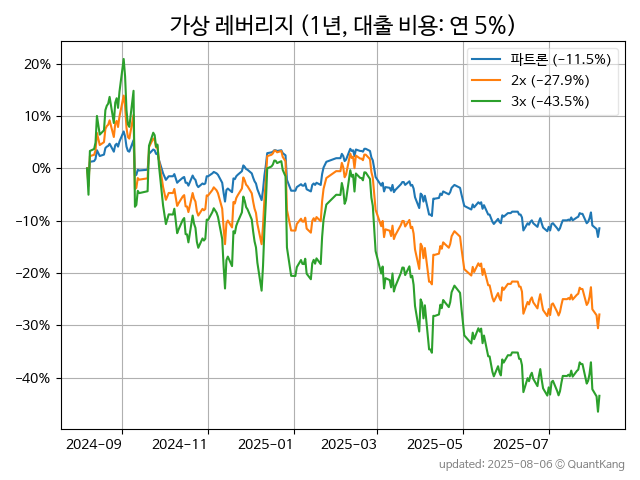 가상 레버리지 (1년, 대출 비용: 연 5%)
파트론 (−11.5%)
2x (−27.9%)
3x (−43.5%)
20%
10%
0%
−10%
−20%
−30%
−40%
2024-09
2024-11
2025-01
2025-03
2025-05
2025-07
updated: 2025-08-06 © QuantKang